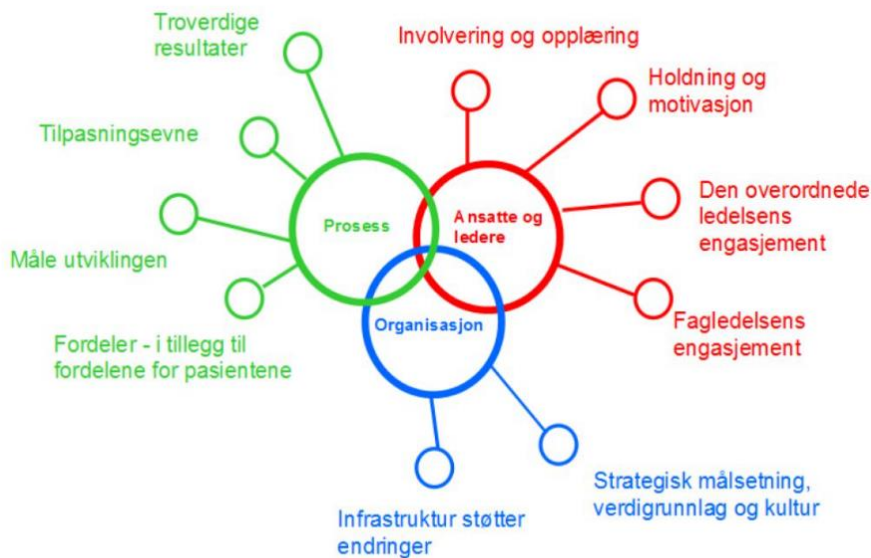 Troverdige
resultater
Involvering og opplæring
Holdning og
motivasjon
Tilpasningsevne
Den overordnede
ledelsens
engasjement
Prosess
Ansatte og
ledere
Måle utviklingen
Fagledelsens
engasjement
Organisasjon
Fordeler - i tillegg til
fordelene for pasientene
Strategisk målsetning,
verdigrunnlag og kultur
Infrastruktur støtter
endringer